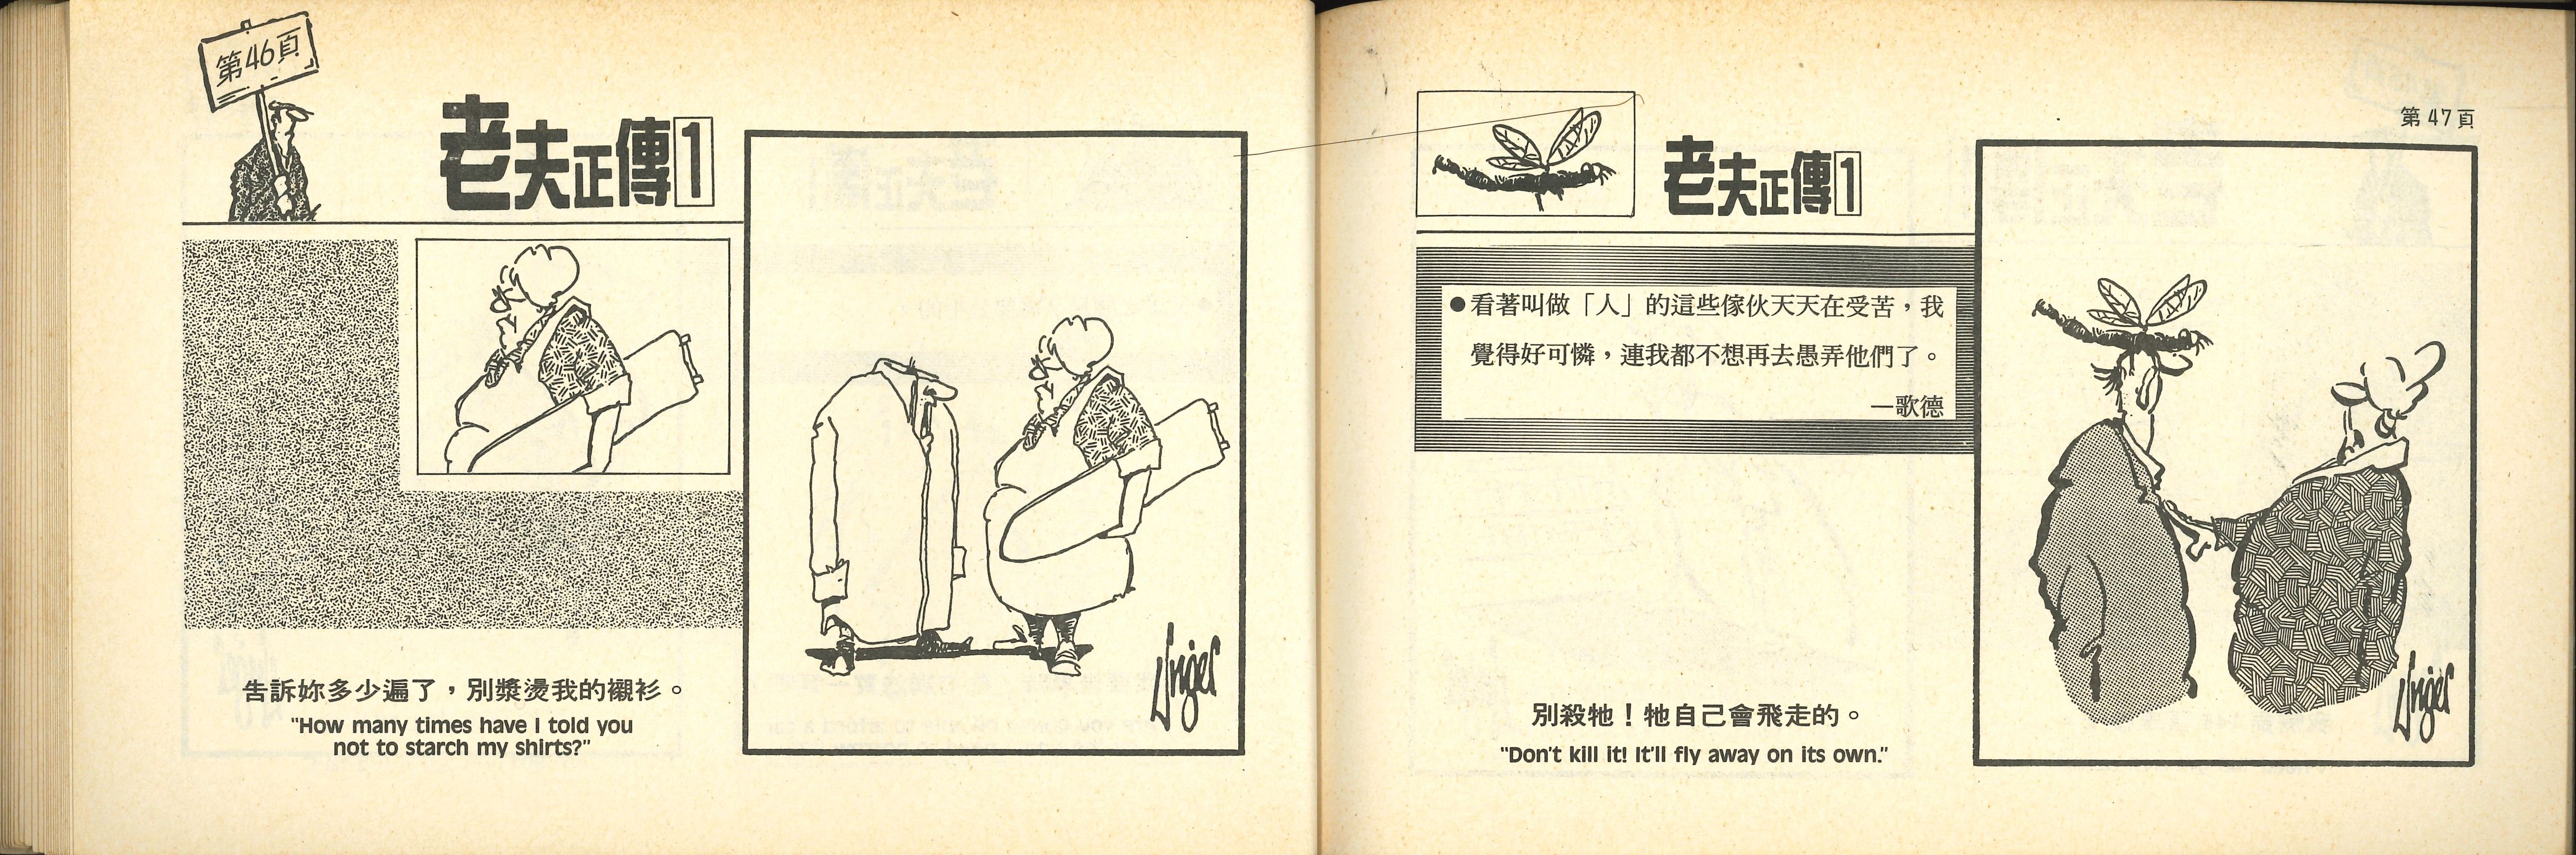 第46頁
老夫正傳1
告訴妳多少遍了，別漿燙我的襯衫。
"How many times have I told you
not to starch my shirts?"
Unger
第47頁
老夫正傳1
●看著叫做「人」的這些傢伙天天在受苦，我
覺得好可憐，連我都不想再去愚弄他們了。
—歌德
別殺牠！牠自己會飛走的。
"Don't kill it! It'll fly away on its own."
Unger